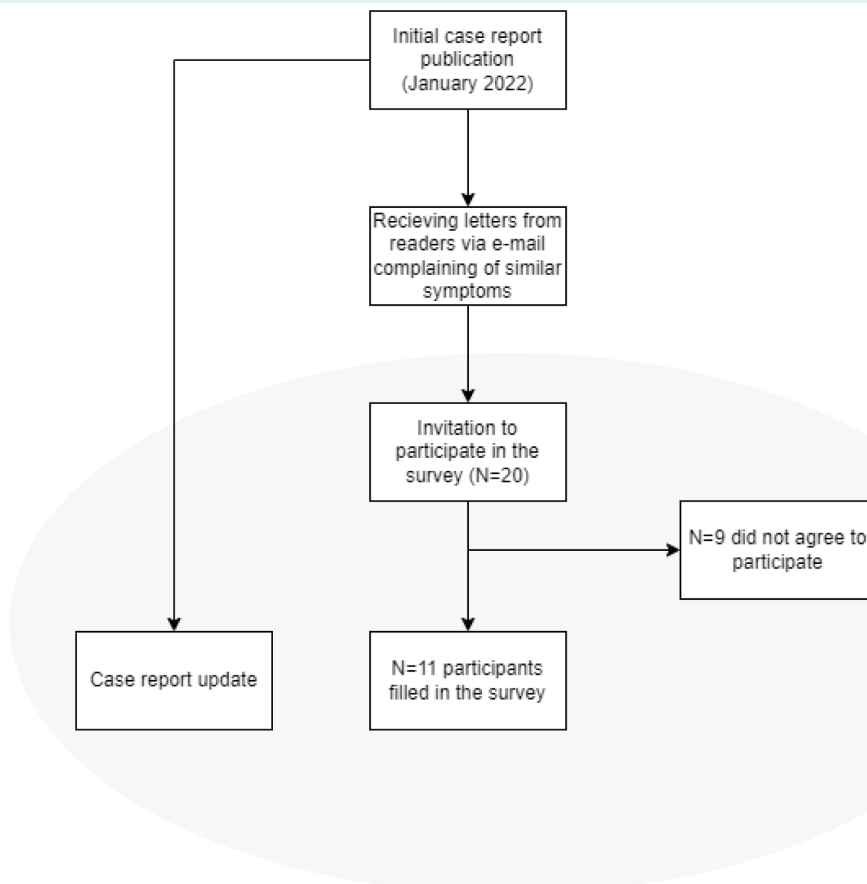 Initial case report
publication
(January 2022)
Recieving letters from
readers via e-mail
complaining of similar
symptoms
Invitation to
participate in the
survey (N=20)
N=9 did not agree to
participate
Case report update
N=11 participants
filled in the survey